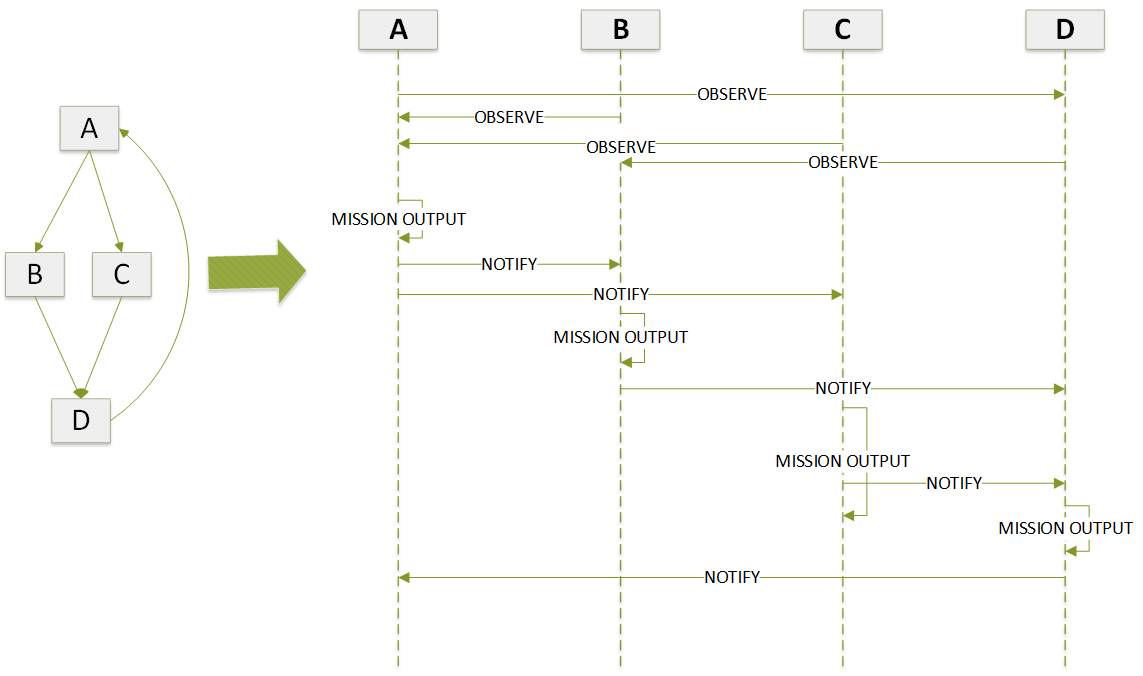 A
B
C
D
A
B
C
D
OBSERVE
OBSERVE
OBSERVE
OBSERVE
MISSION OUTPUT
NOTIFY
NOTIFY
MISSION OUTPUT
NOTIFY
MISSION OUTPUT
NOTIFY
MISSION OUTPUT
NOTIFY